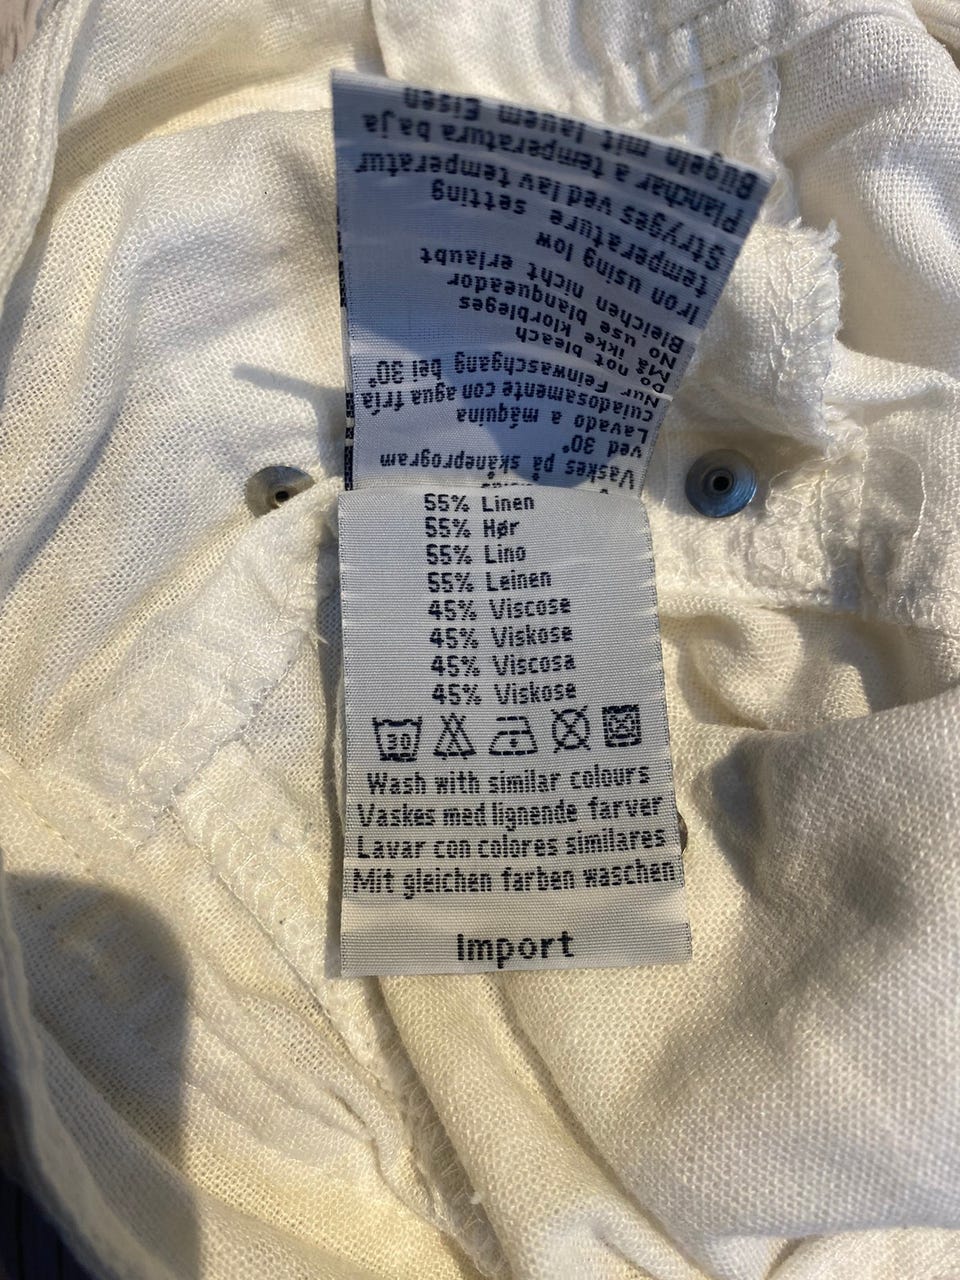 Vaskes på skåneprogram
ved 30°
Lavado a máquina
cuidadosamente con agua fría
Nur Feinwaschgang bei 30°
Do not bleach
Må ikke klorbleges
No use blanqueador
Bleichen nicht erlaubt
Iron using low
temperature setting
Stryges ved lav temperatur
Planchar a temperatura baja
Bügeln mit lauem Eisen
55% Linen
55% Hør
55% Lino
55% Leinen
45% Viscose
45% Viskose
45% Viscosa
45% Viskose
30
Wash with similar colours
Vaskes med lignende farver
Lavar con colores similares
Mit gleichen farben waschen
Import